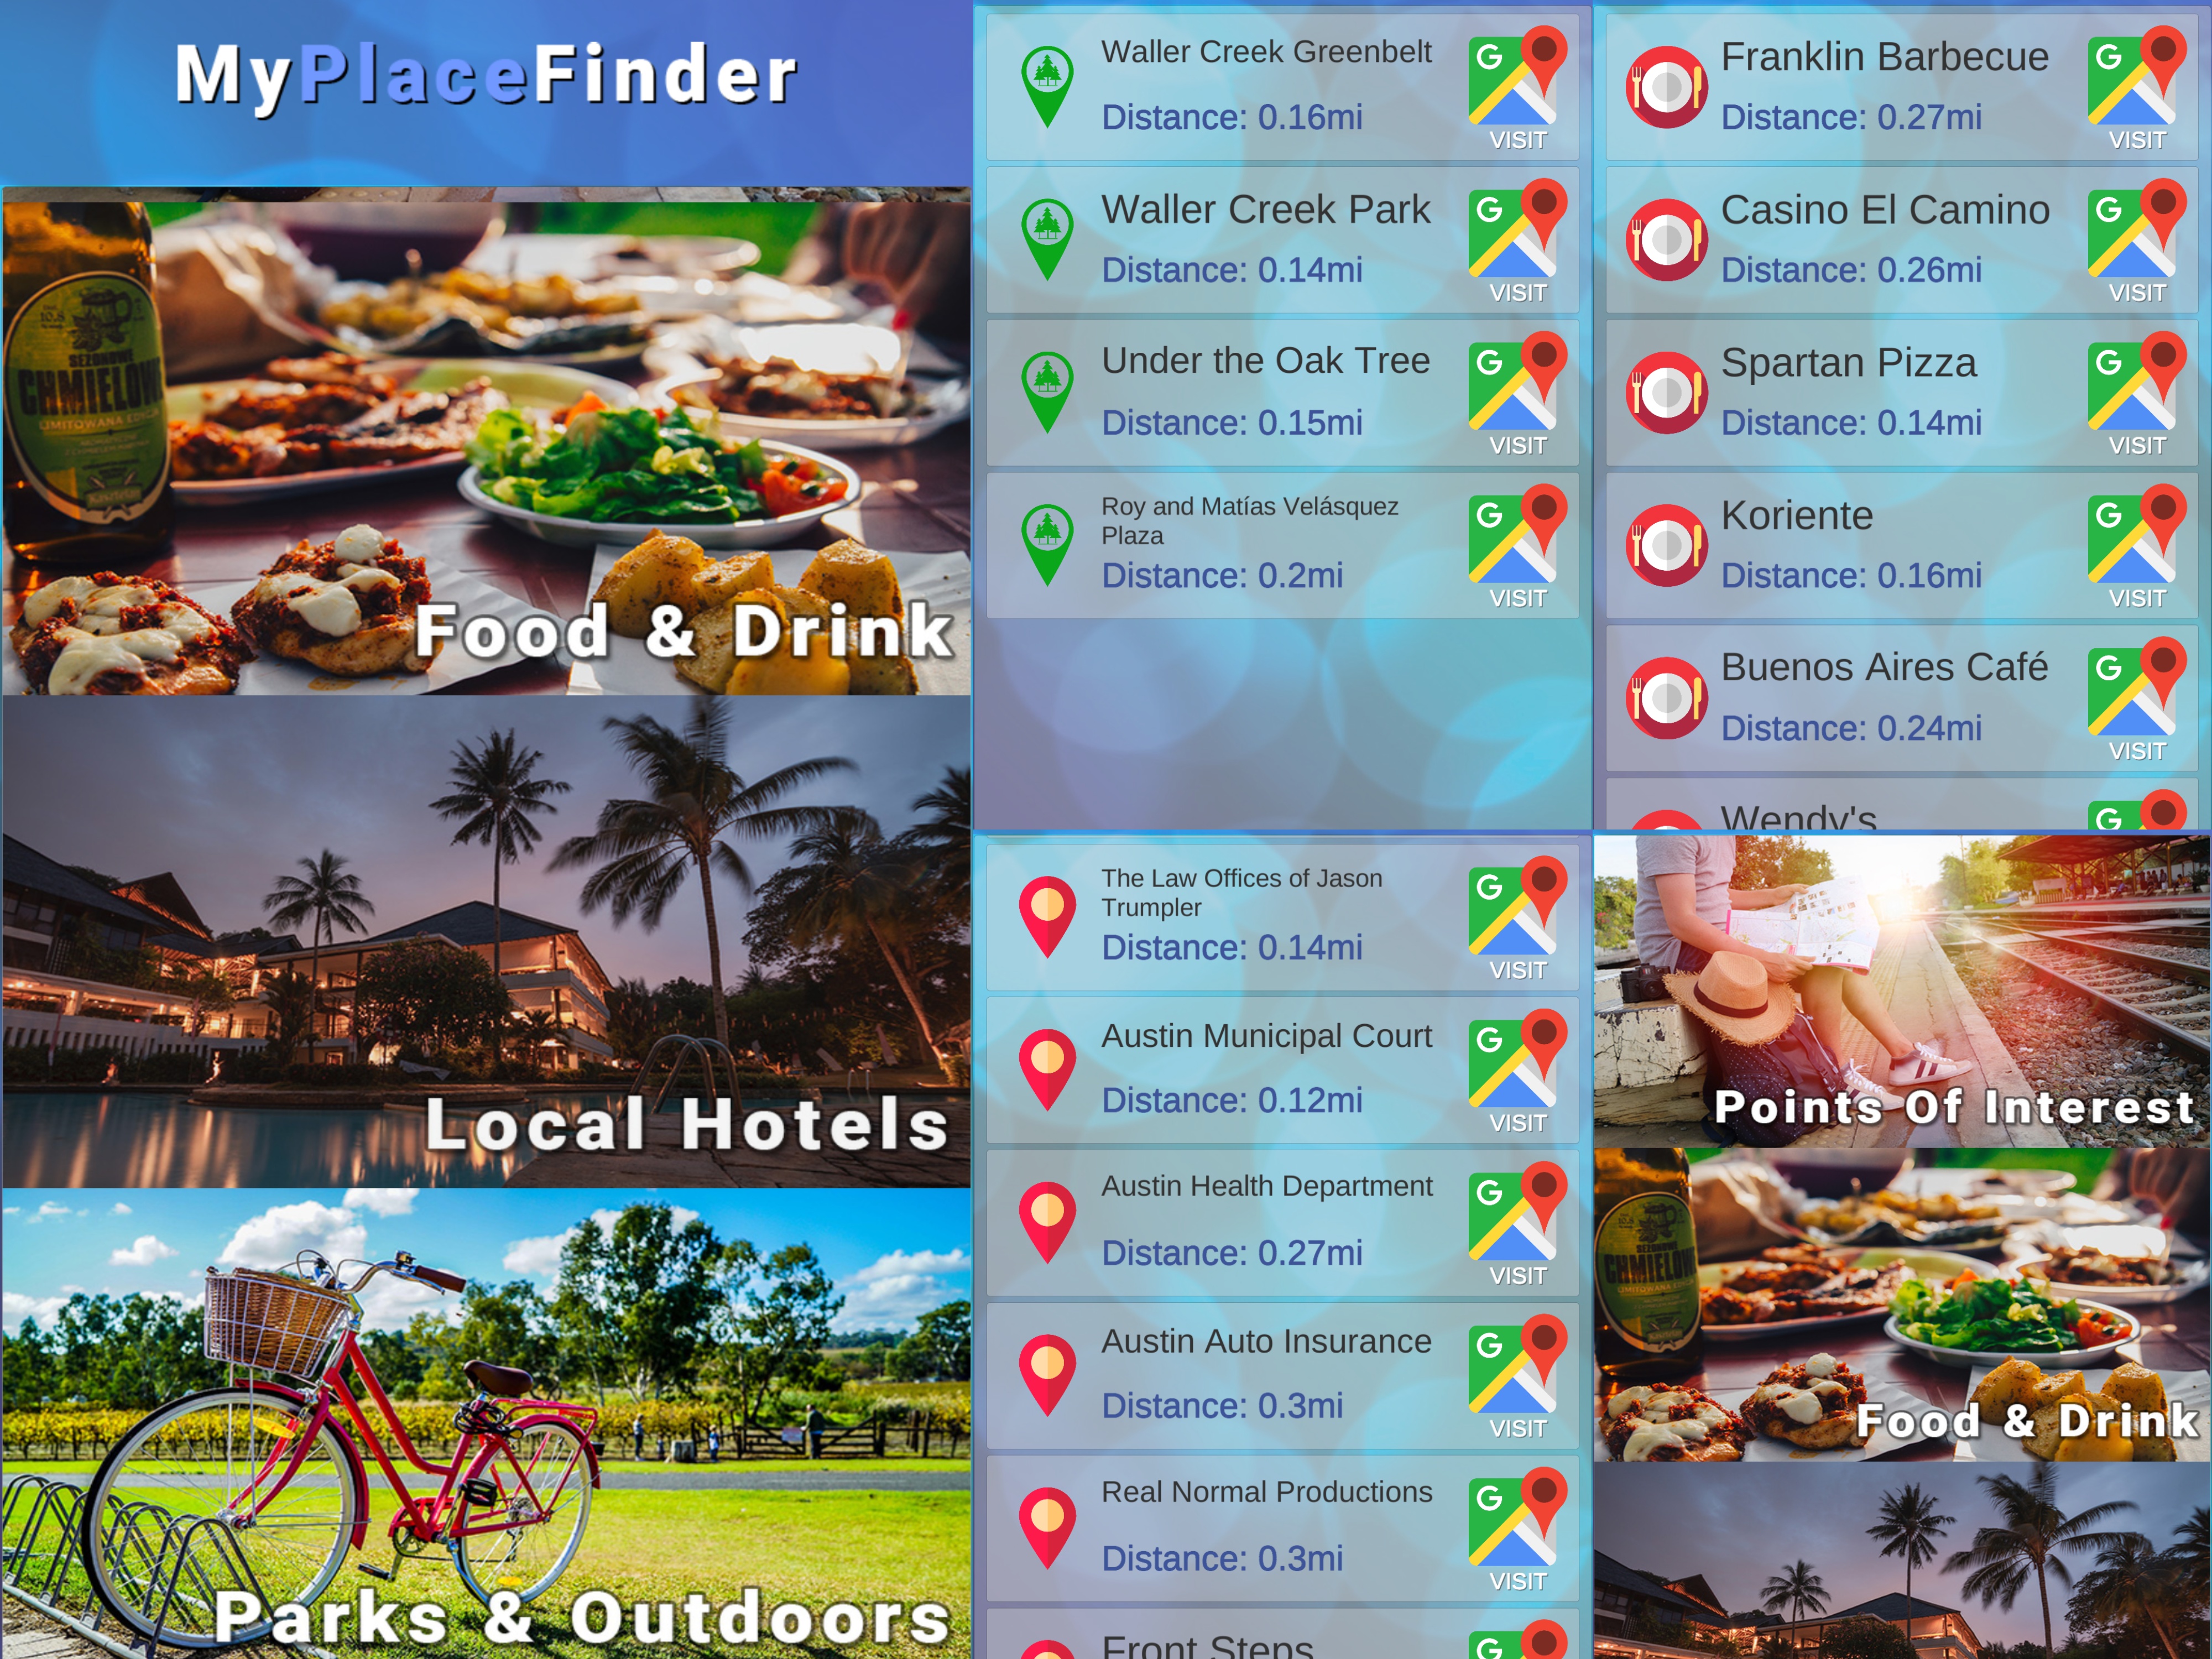 MyPlaceFinder
SEZONOWE
LIMITOWANA EDYCJA
Food & Drink
Local Hotels
Parks & Outdoors
Waller Creek Greenbelt
Distance: 0.16mi
G
VISIT
Waller Creek Park
Distance: 0.14mi
G
VISIT
Under the Oak Tree
Distance: 0.15mi
G
VISIT
Roy and Matías Velásquez
Plaza
Distance: 0.2mi
G
VISIT
Franklin Barbecue
Distance: 0.27mi
G
VISIT
Casino El Camino
Distance: 0.26mi
G
VISIT
Spartan Pizza
Distance: 0.14mi
G
VISIT
Koriente
Distance: 0.16mi
G
VISIT
Buenos Aires Café
Distance: 0.24mi
G
VISIT
Wendy's
G
The Law Offices of Jason
Trumpler
Distance: 0.14mi
G
VISIT
Austin Municipal Court
Distance: 0.12mi
G
VISIT
Austin Health Department
Distance: 0.27mi
G
VISIT
Austin Auto Insurance
Distance: 0.3mi
G
VISIT
Real Normal Productions
Distance: 0.3mi
G
VISIT
Front Steps
G
Points Of Interest
Food & Drink